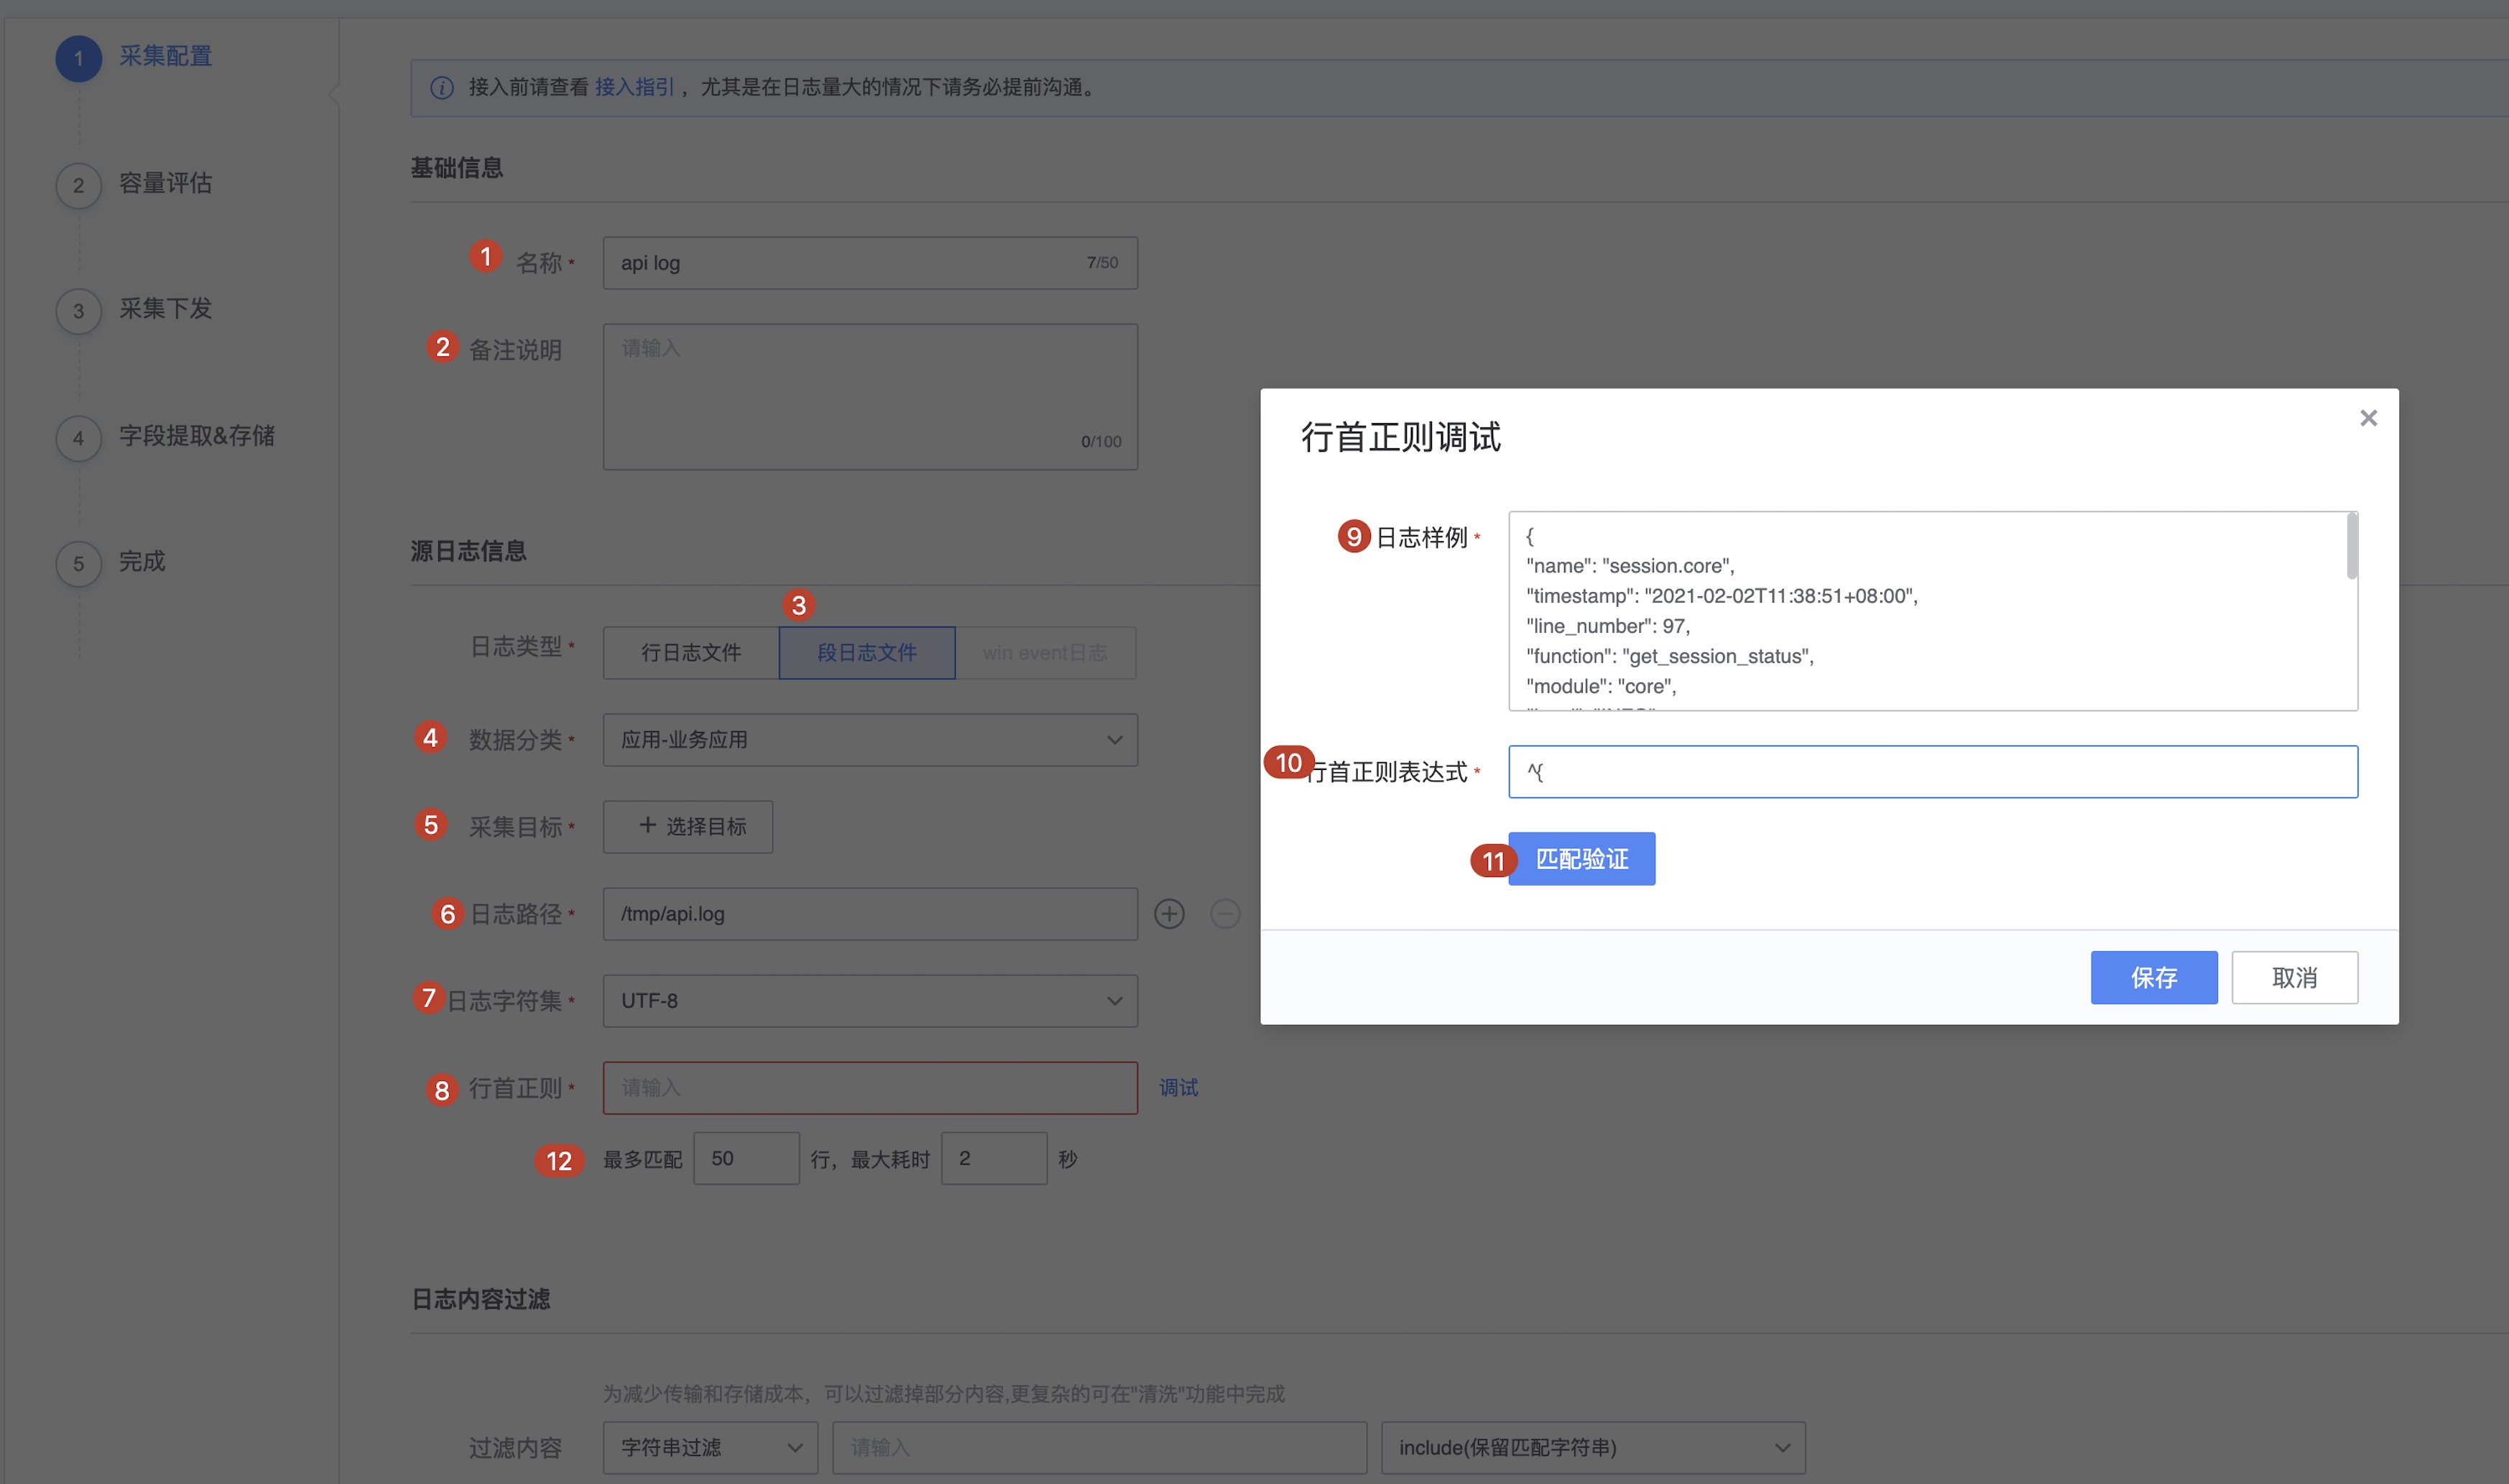 1 采集配置
2 容量评估
3 采集下发
4 字段提取&存储
5 完成
接入前请查看 接入指引 ，尤其是在日志量大的情况下请务必提前沟通。
基础信息
1 名称 * api log 7/50
2 备注说明 请输入 0/100
源日志信息
3
日志类型 * 行日志文件 段日志文件 win event日志
4 数据分类 * 应用-业务应用
5 采集目标 * + 选择目标
6 日志路径 * /tmp/api.log
7 日志字符集 * UTF-8
8 行首正则 * 请输入 调试
12 最多匹配 50 行，最大耗时 2 秒
日志内容过滤
为减少传输和存储成本，可以过滤掉部分内容,更复杂的可在"清洗"功能中完成
过滤内容 字符串过滤 请输入 include(保留匹配字符串)
行首正则调试
9 日志样例 * {
"name": "session.core",
"timestamp": "2021-02-02T11:38:51+08:00",
"line_number": 97,
"function": "get_session_status",
"module": "core",
10 行首正则表达式 * ^{
11 匹配验证
保存 取消